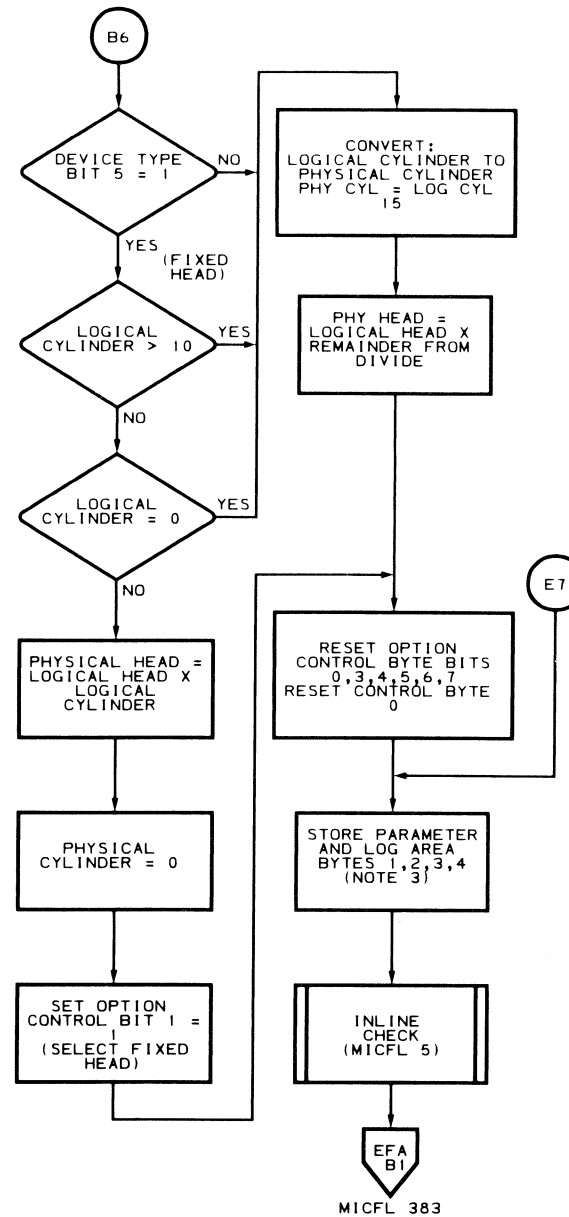 B6
DEVICE TYPE
BIT 5 = 1
NO
YES
(FIXED
HEAD)
LOGICAL
CYLINDER > 10
YES
NO
LOGICAL
CYLINDER = 0
YES
NO
PHYSICAL HEAD =
LOGICAL HEAD X
LOGICAL
CYLINDER
PHYSICAL
CYLINDER = 0
SET OPTION
CONTROL BIT 1 =
1
(SELECT FIXED
HEAD)
CONVERT:
LOGICAL CYLINDER TO
PHYSICAL CYLINDER
PHY CYL = LOG CYL
15
PHY HEAD =
LOGICAL HEAD X
REMAINDER FROM
DIVIDE
E7
RESET OPTION
CONTROL BYTE BITS
0,3,4,5,6,7
RESET CONTROL BYTE
0
STORE PARAMETER
AND LOG AREA
BYTES 1,2,3,4
(NOTE 3)
INLINE
CHECK
(MICFL 5)
EFA
B1
MICFL 383